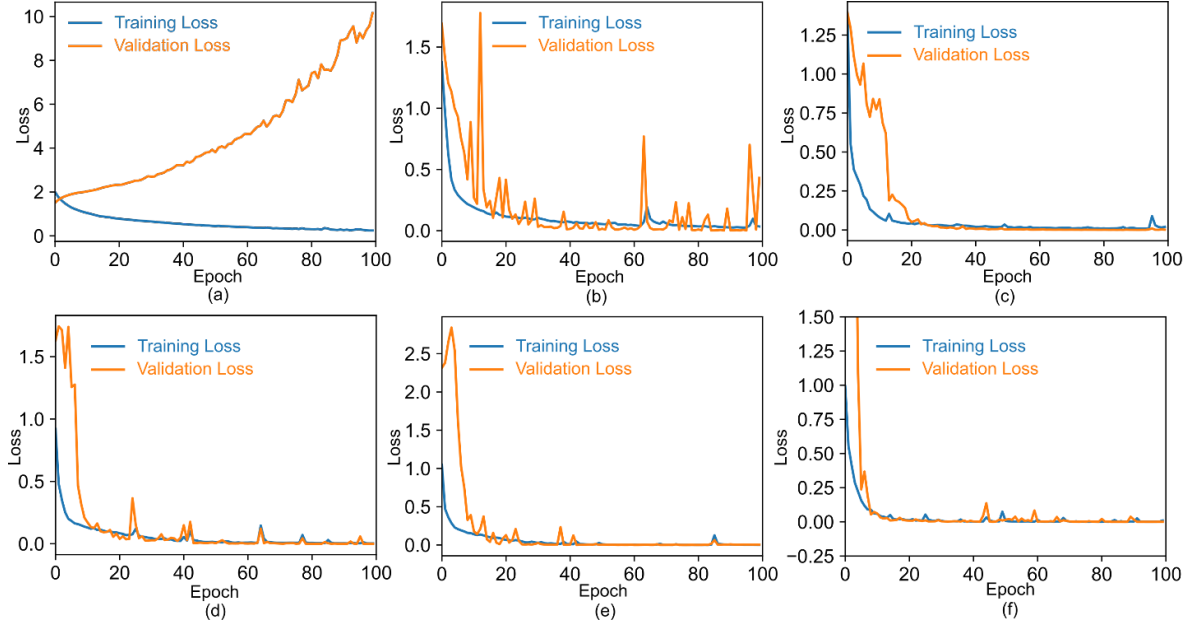 10
8
6
4
2
0
Loss
Training Loss
Validation Loss
0 20 40 60 80 100
Epoch
(a)
1.5
1.0
0.5
0.0
Loss
Training Loss
Validation Loss
0 20 40 60 80 100
Epoch
(b)
1.25
1.00
0.75
0.50
0.25
0.00
Loss
Training Loss
Validation Loss
0 20 40 60 80 100
Epoch
(c)
1.5
1.0
0.5
0.0
Loss
Training Loss
Validation Loss
0 20 40 60 80 100
Epoch
(d)
2.5
2.0
1.5
1.0
0.5
0.0
Loss
Training Loss
Validation Loss
0 20 40 60 80 100
Epoch
(e)
1.50
1.25
1.00
0.75
0.50
0.25
0.00
−0.25
Loss
Training Loss
Validation Loss
0 20 40 60 80 100
Epoch
(f)